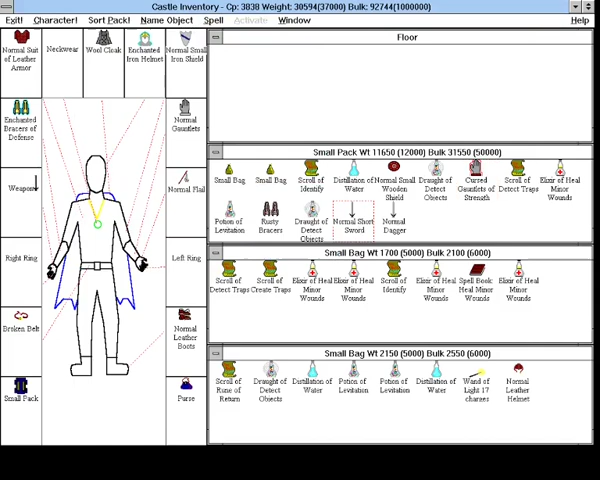 Castle Inventory - Cp: 3838 Weight: 30594(37000) Bulk: 92744(1000000)
Exit! Character! Sort Pack! Name Object Spell Activate Window Help
Normal Suit
of Leather
Armor
Neckwear
Wool Cloak
Enchanted
Iron Helmet
Normal Small
Iron Shield
Enchanted
Bracers of
Defense
Normal
Gauntlets
Weapon
Normal Flail
Right Ring
Left Ring
Broken Belt
Normal
Leather
Boots
Small Pack
Purse
Floor
Small Pack Wt 11650 (12000) Bulk 31550 (50000)
Small Bag
Small Bag
Scroll of
Identify
Distillation of
Water
Normal Small
Wooden
Shield
Draught of
Detect
Objects
Cursed
Gauntlets of
Strength
Scroll of
Detect Traps
Elixir of Heal
Minor
Wounds
Potion of
Levitation
Rusty
Bracers
Draught of
Detect
Objects
Normal Short
Sword
Normal
Dagger
Small Bag Wt 1700 (5000) Bulk 2100 (6000)
Scroll of
Detect Traps
Scroll of
Create Traps
Elixir of Heal
Minor
Wounds
Elixir of Heal
Minor
Wounds
Scroll of
Identify
Elixir of Heal
Minor
Wounds
Spell Book
Heal Minor
Wounds
Elixir of Heal
Minor
Wounds
Small Bag Wt 2150 (5000) Bulk 2550 (6000)
Scroll of
Rune of
Return
Draught of
Detect
Objects
Distillation of
Water
Potion of
Levitation
Potion of
Levitation
Distillation of
Water
Wand of
Light 17
charges
Normal
Leather
Helmet